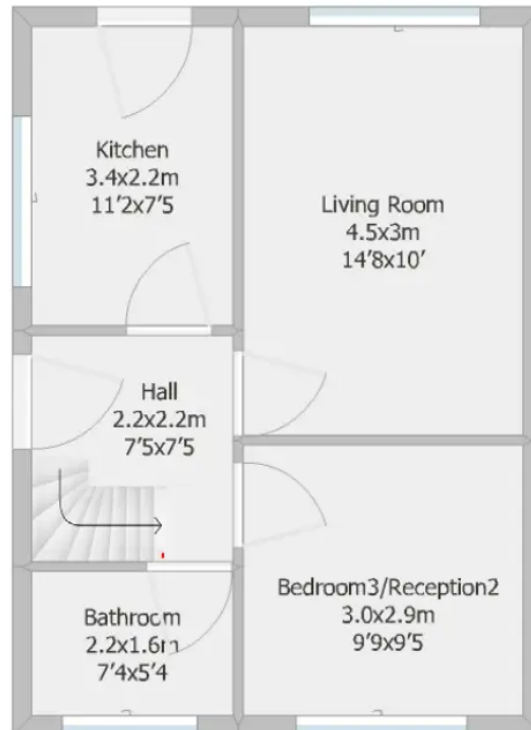 Kitchen
3.4x2.2m
11'2x7'5
Living Room
4.5x3m
14'8x10'
Hall
2.2x2.2m
7'5x7'5
Bedroom3/Reception2
3.0x2.9m
9'9x9'5
Bathroom
2.2x1.6m
7'4x5'4